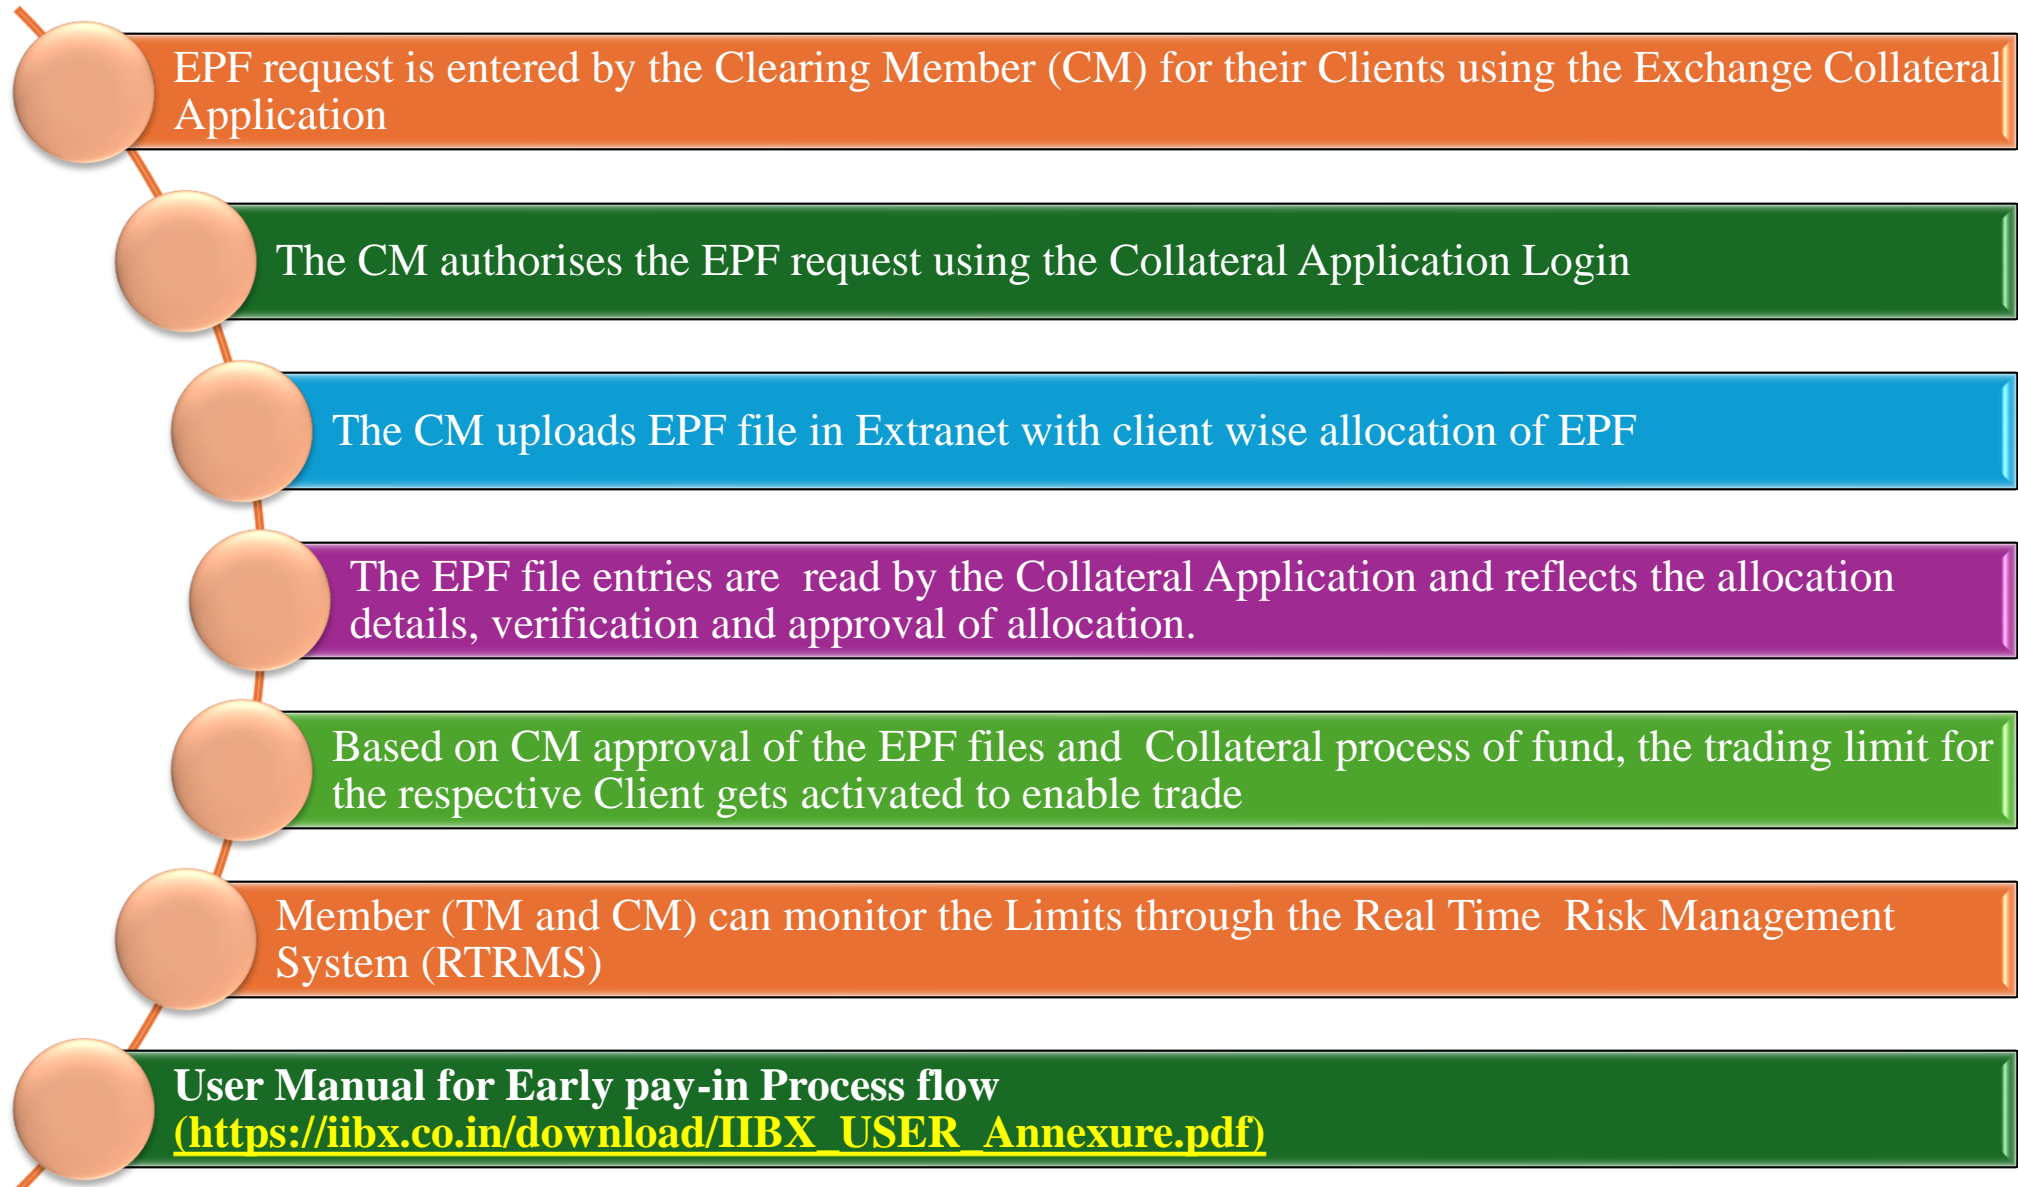 EPF request is entered by the Clearing Member (CM) for their Clients using the Exchange Collateral
Application
The CM authorises the EPF request using the Collateral Application Login
The CM uploads EPF file in Extranet with client wise allocation of EPF
The EPF file entries are  read by the Collateral Application and reflects the allocation
details, verification and approval of allocation.
Based on CM approval of the EPF files and  Collateral process of fund, the trading limit for
the respective Client gets activated to enable trade
Member (TM and CM) can monitor the Limits through the Real Time  Risk Management
System (RTRMS)
User Manual for Early pay-in Process flow
(https://iibx.co.in/download/IIBX_USER_Annexure.pdf)